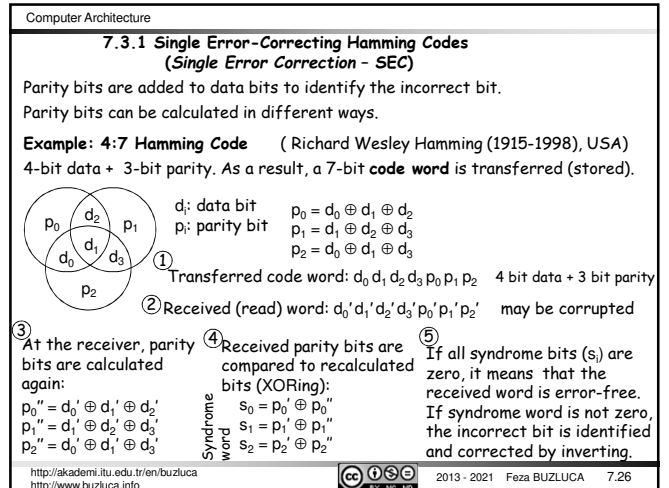 Computer Architecture
7.3.1 Single Error-Correcting Hamming Codes
(Single Error Correction – SEC)
Parity bits are added to data bits to identify the incorrect bit.
Parity bits can be calculated in different ways.
Example: 4:7 Hamming Code ( Richard Wesley Hamming (1915-1998), USA)
4-bit data + 3-bit parity. As a result, a 7-bit code word is transferred (stored).
p₀ d₂ p₁
d₁
d₀ d₃
p₂
dᵢ: data bit
pᵢ: parity bit
p₀ = d₀ ⊕ d₁ ⊕ d₂
p₁ = d₁ ⊕ d₂ ⊕ d₃
p₂ = d₀ ⊕ d₁ ⊕ d₃
① Transferred code word: d₀ d₁ d₂ d₃ p₀ p₁ p₂ 4 bit data + 3 bit parity
② Received (read) word: d₀'d₁'d₂'d₃'p₀'p₁'p₂' may be corrupted
③
At the receiver, parity
bits are calculated
again:
p₀'' = d₀' ⊕ d₁' ⊕ d₂'
p₁'' = d₁' ⊕ d₂' ⊕ d₃'
p₂'' = d₀' ⊕ d₁' ⊕ d₃'
④
Received parity bits are
compared to recalculated
bits (XORing):
Syndrome
word
s₀ = p₀' ⊕ p₀''
s₁ = p₁' ⊕ p₁''
s₂ = p₂' ⊕ p₂''
⑤
If all syndrome bits (sᵢ) are
zero, it means that the
received word is error-free.
If syndrome word is not zero,
the incorrect bit is identified
and corrected by inverting.
http://akademi.itu.edu.tr/en/buzluca
http://www.buzluca.info
cc BY NC ND
2013 - 2021 Feza BUZLUCA 7.26